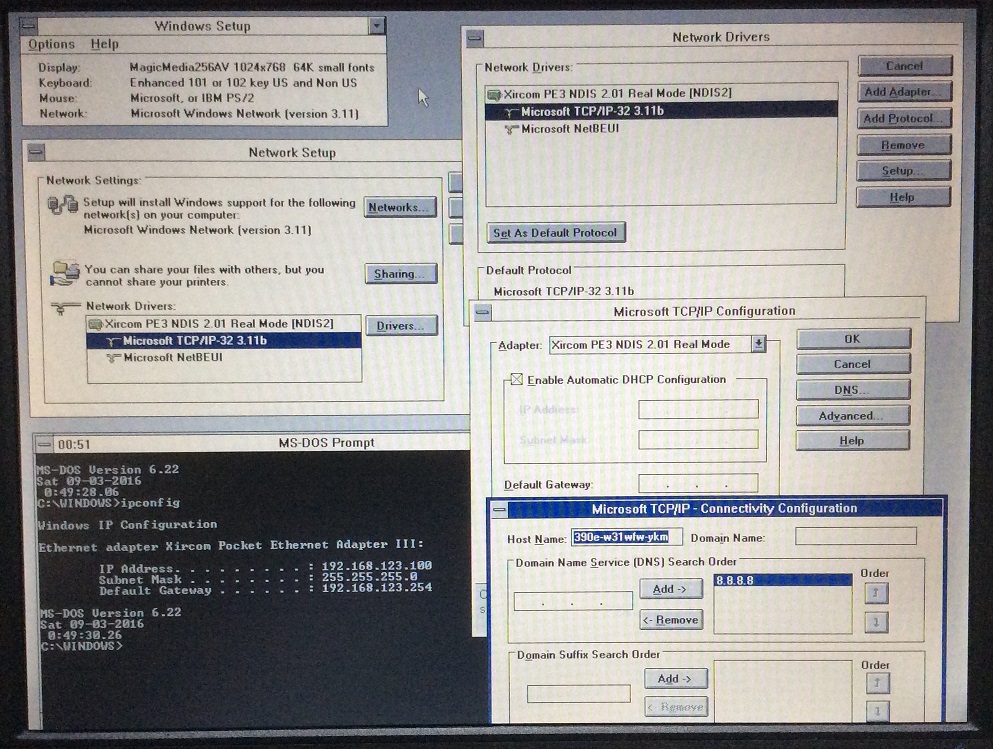 Windows Setup
Options Help
Display: MagicMedia256AV 1024x768 64K small fonts
Keyboard: Enhanced 101 or 102 key US and Non US
Mouse: Microsoft, or IBM PS/2
Network: Microsoft Windows Network (version 3.11)
Network Setup
Network Settings:
Setup will install Windows support for the following
network(s) on your computer:
Microsoft Windows Network (version 3.11)
Networks...
You can share your files with others, but you
cannot share your printers.
Sharing...
Network Drivers:
Xircom PE3 NDIS 2.01 Real Mode [NDIS2]
Microsoft TCP/IP-32 3.11b
Microsoft NetBEUI
Drivers...
Network Drivers
Network Drivers:
Xircom PE3 NDIS 2.01 Real Mode [NDIS2]
Microsoft TCP/IP-32 3.11b
Microsoft NetBEUI
Cancel
Add Adapter...
Add Protocol...
Remove
Setup...
Help
Set As Default Protocol
Default Protocol
Microsoft TCP/IP-32 3.11b
Microsoft TCP/IP Configuration
Adapter: Xircom PE3 NDIS 2.01 Real Mode
Enable Automatic DHCP Configuration
IP Address:
Subnet Mask
Default Gateway:
OK
Cancel
DNS...
Advanced...
Help
00:51 MS-DOS Prompt
MS-DOS Version 6.22
Sat 09-03-2016
0:49:28.06
C:\WINDOWS>ipconfig
Windows IP Configuration
Ethernet adapter Xircom Pocket Ethernet Adapter III:
IP Address. . . . . . . . . : 192.168.123.100
Subnet Mask . . . . . . . . : 255.255.255.0
Default Gateway . . . . . . : 192.168.123.254
MS-DOS Version 6.22
Sat 09-03-2016
0:49:30.26
C:\WINDOWS>
Microsoft TCP/IP - Connectivity Configuration
Host Name: 390e-w31wfw-ykm Domain Name:
Domain Name Service (DNS) Search Order
Add ->
<- Remove
8.8.8.8
Order
Domain Suffix Search Order
Add ->
< Remove
Order